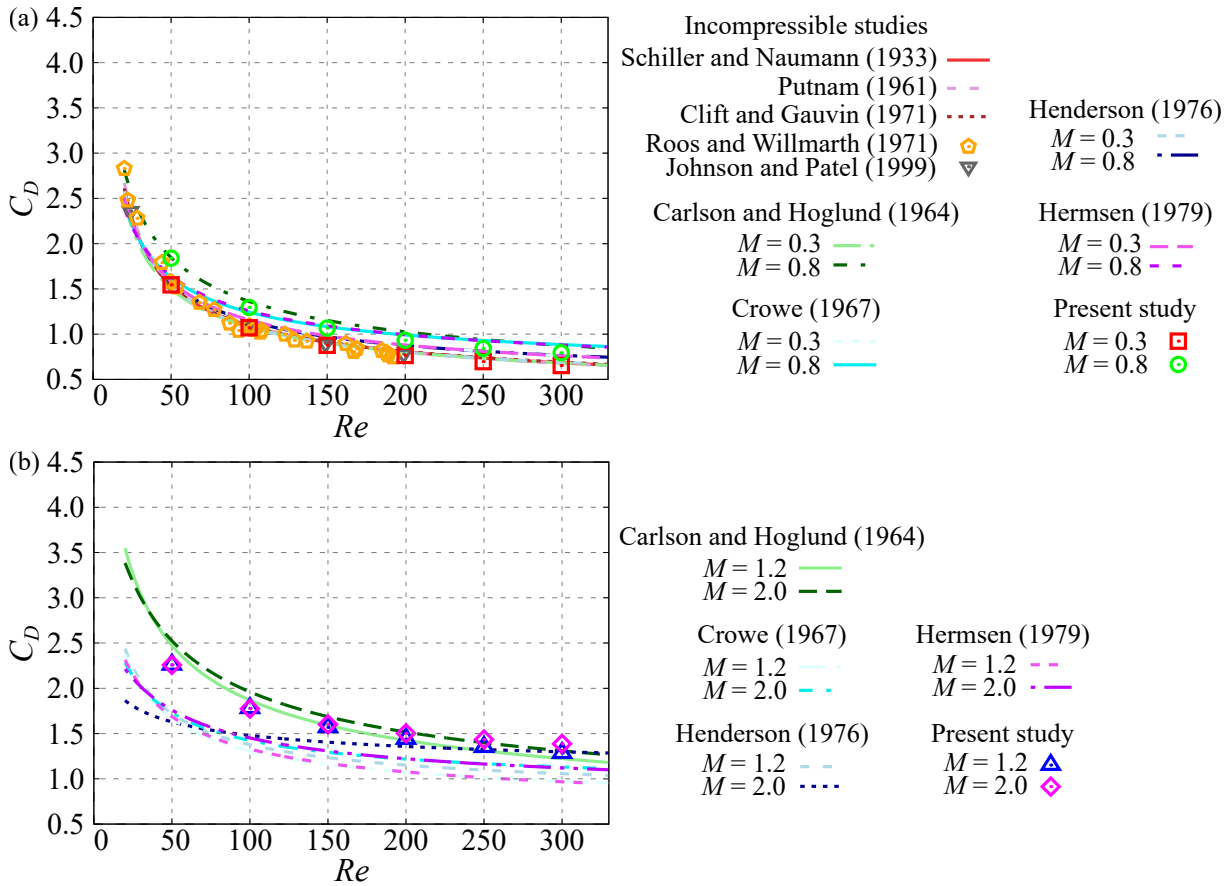 (a)
4.5
4.0
3.5
3.0
2.5
2.0
1.5
1.0
0.5
C_D
0 50 100 150 200 250 300
Re
Incompressible studies
Schiller and Naumann (1933)
Putnam (1961)
Clift and Gauvin (1971)
Roos and Willmarth (1971)
Johnson and Patel (1999)
Henderson (1976)
M = 0.3
M = 0.8
Carlson and Hoglund (1964)
M = 0.3
M = 0.8
Hermsen (1979)
M = 0.3
M = 0.8
Crowe (1967)
M = 0.3
M = 0.8
Present study
M = 0.3
M = 0.8
(b)
4.5
4.0
3.5
3.0
2.5
2.0
1.5
1.0
0.5
C_D
0 50 100 150 200 250 300
Re
Carlson and Hoglund (1964)
M = 1.2
M = 2.0
Crowe (1967)
M = 1.2
M = 2.0
Hermsen (1979)
M = 1.2
M = 2.0
Henderson (1976)
M = 1.2
M = 2.0
Present study
M = 1.2
M = 2.0